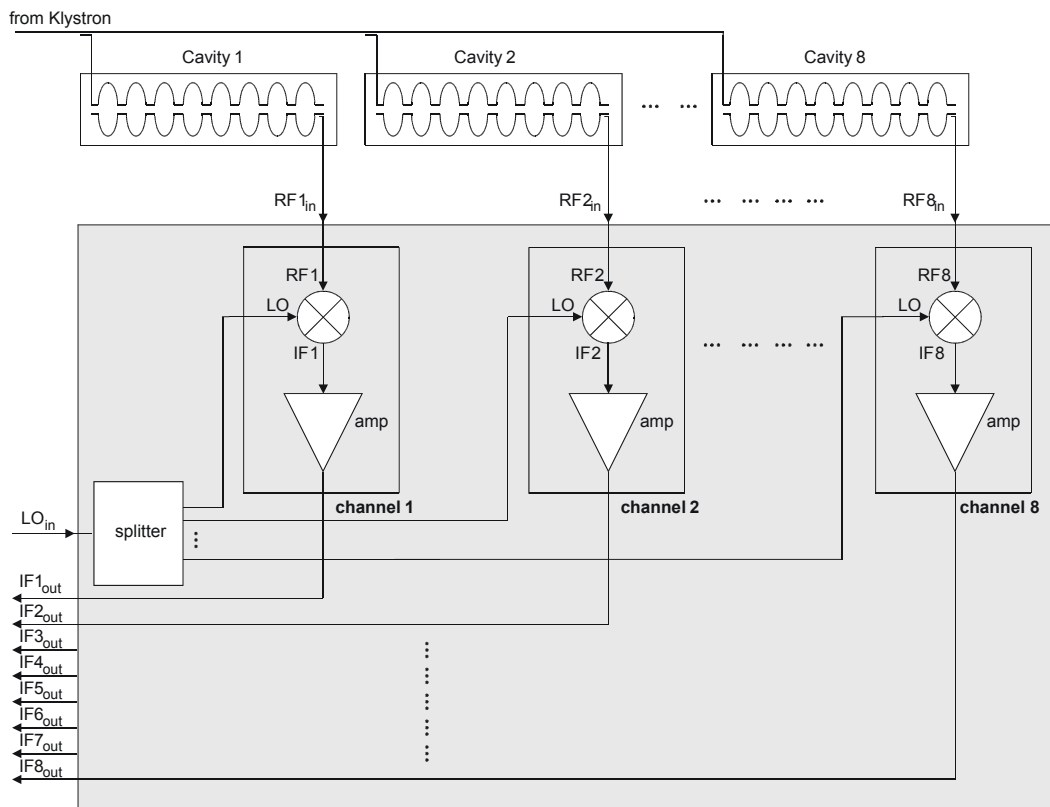 from Klystron
Cavity 1
Cavity 2
Cavity 8
... ...
RF1in
RF2in
... ... ... ...
RF8in
RF1
RF2
RF8
LO
LO
LO
IF1
IF2
... ... ... ...
IF8
amp
amp
amp
channel 1
channel 2
channel 8
LOin
splitter
...
IF1out
IF2out
IF3out
IF4out
IF5out
IF6out
IF7out
IF8out